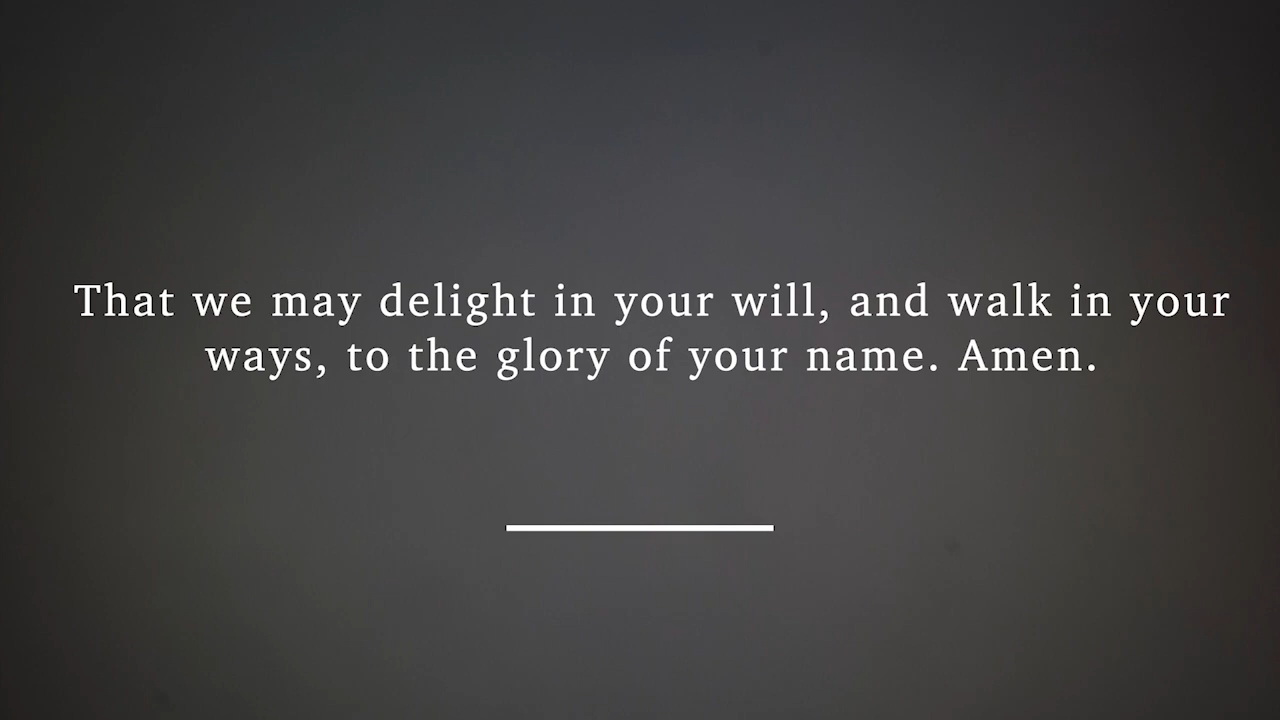 That we may delight in your will, and walk in your
ways, to the glory of your name. Amen.